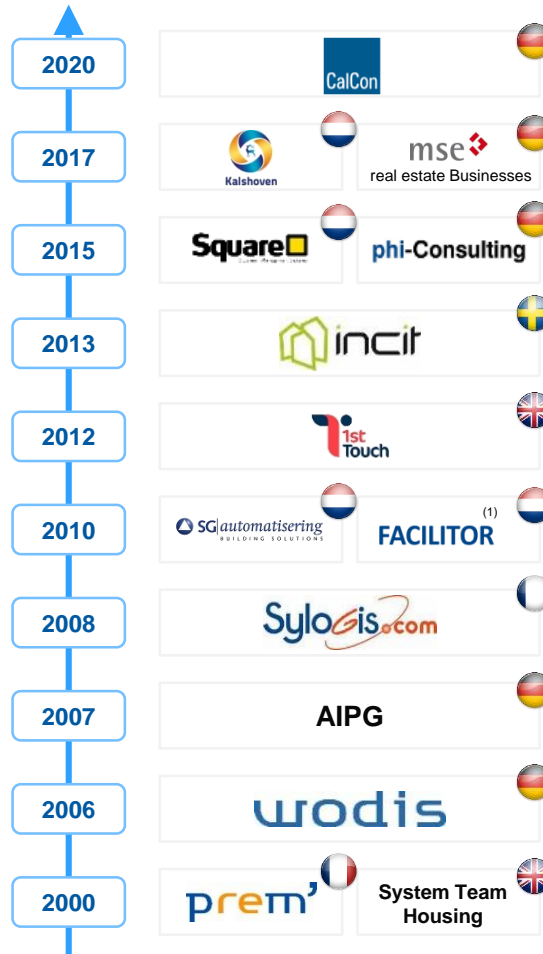 2020
CalCon
2017
Kalshoven
mse
real estate Businesses
2015
Square
phi-Consulting
2013
incit
2012
1st
Touch
2010
SG automatisering
BUILDING SOLUTIONS
(1)
FACILITOR
2008
Sylogis.com
2007
AIPG
2006
wodis
2000
prem'
System Team
Housing